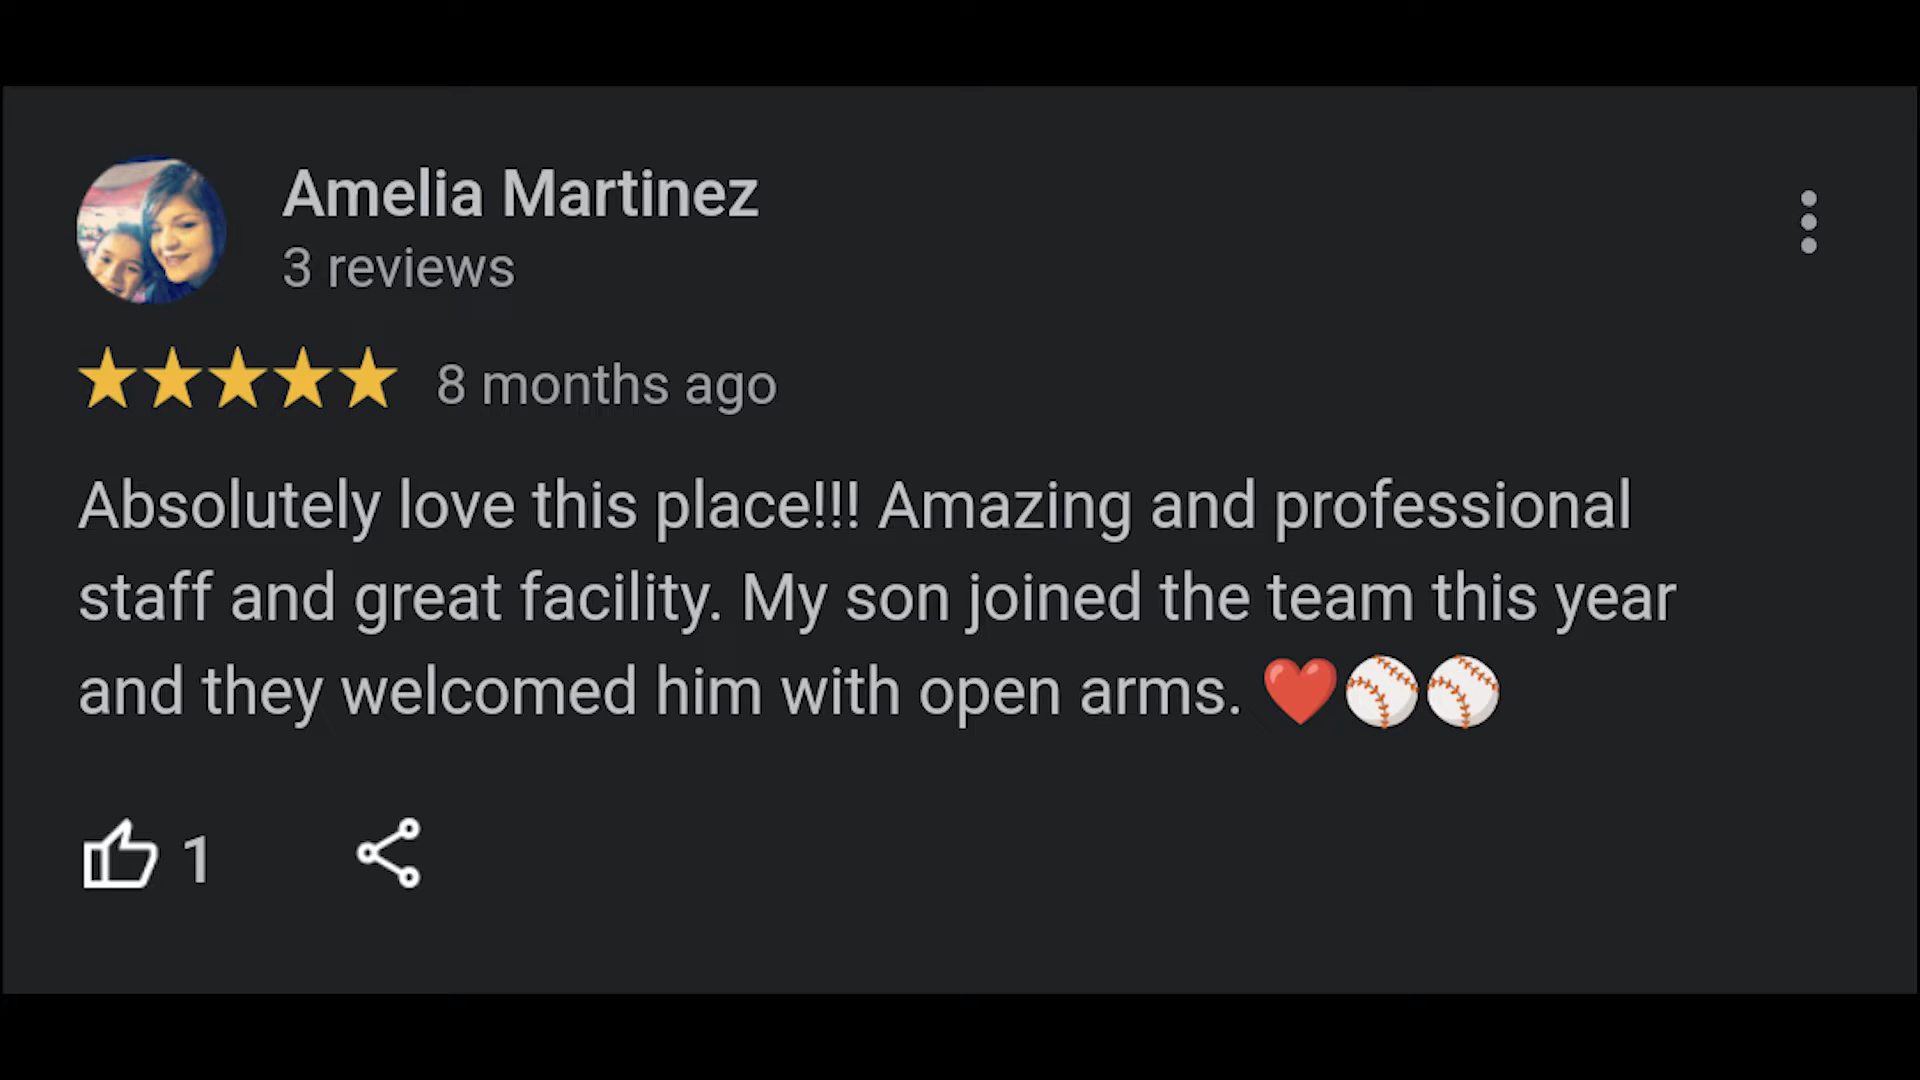 Amelia Martinez
3 reviews
8 months ago
Absolutely love this place!!! Amazing and professional
staff and great facility. My son joined the team this year
and they welcomed him with open arms. ❤️⚾⚾
1